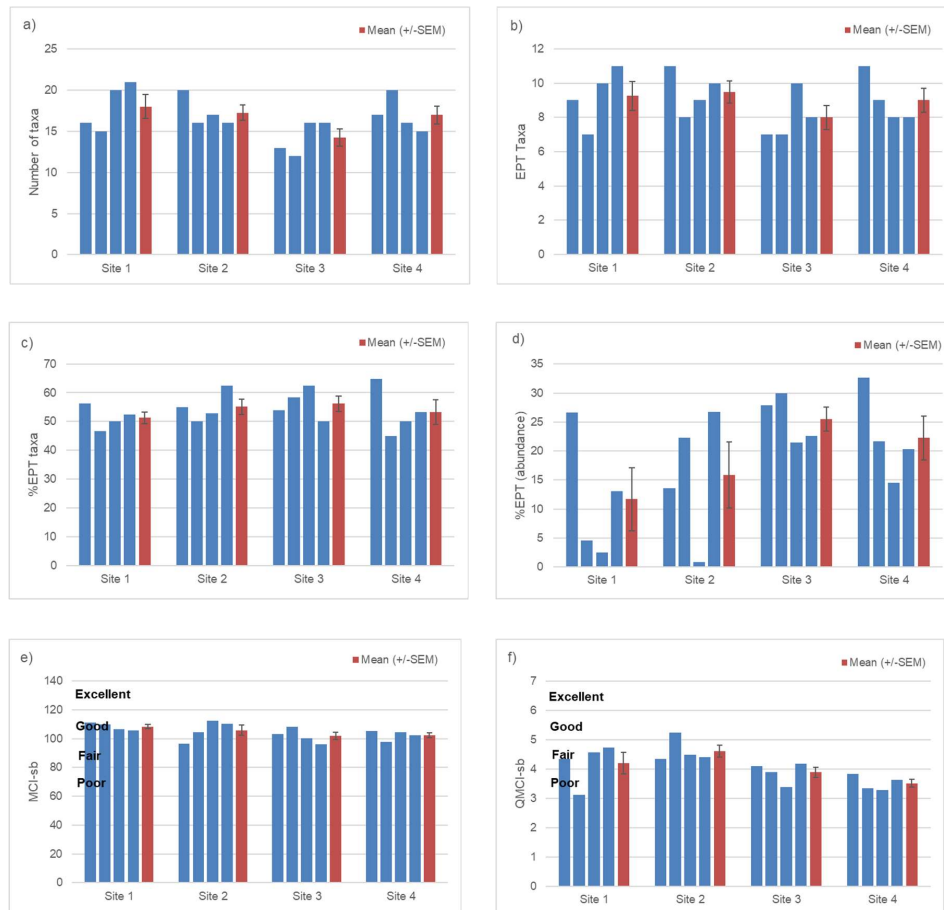 a)
Mean (+/-SEM)
Number of taxa
25
20
15
10
5
0
Site 1 Site 2 Site 3 Site 4
b)
Mean (+/-SEM)
EPT Taxa
12
10
8
6
4
2
0
Site 1 Site 2 Site 3 Site 4
c)
Mean (+/-SEM)
%EPT taxa
70
60
50
40
30
20
10
0
Site 1 Site 2 Site 3 Site 4
d)
Mean (+/-SEM)
%EPT (abundance)
35
30
25
20
15
10
5
0
Site 1 Site 2 Site 3 Site 4
e)
Mean (+/-SEM)
MCI-sb
140
120
100
80
60
40
20
0
Excellent
Good
Fair
Poor
Site 1 Site 2 Site 3 Site 4
f)
Mean (+/-SEM)
QMCI-sb
7
6
5
4
3
2
1
0
Excellent
Good
Fair
Poor
Site 1 Site 2 Site 3 Site 4